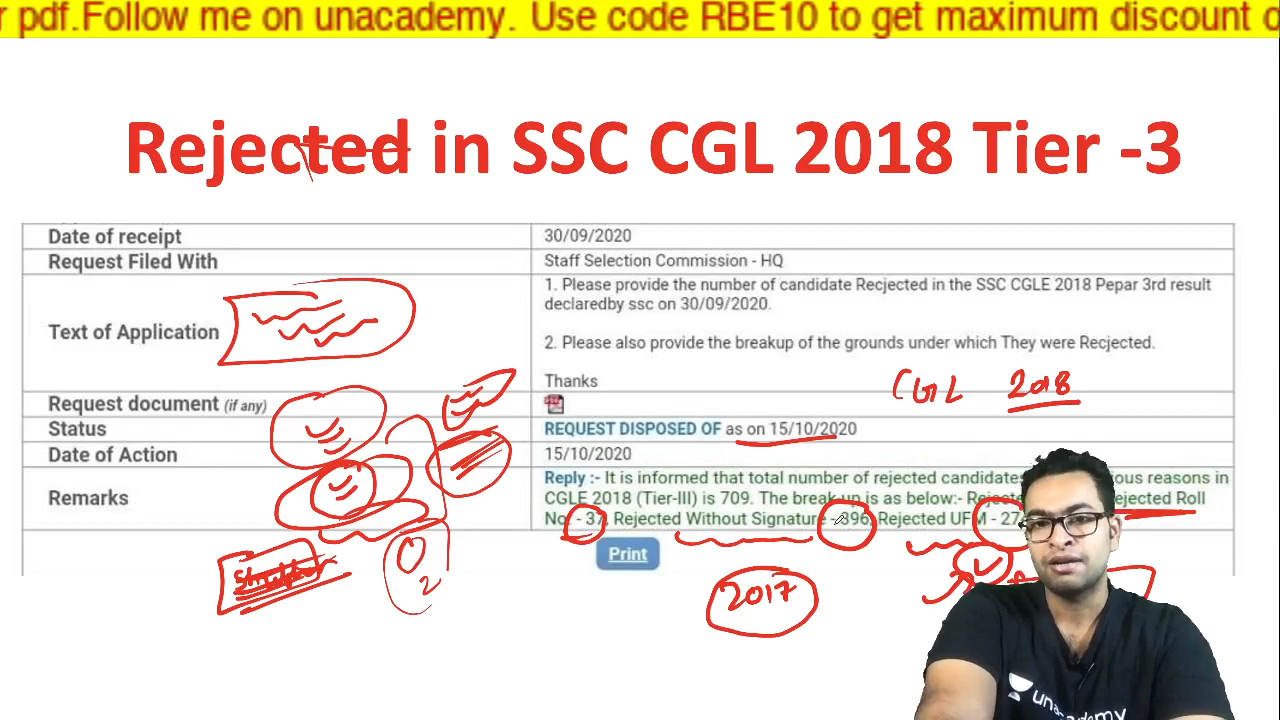 r pdf.Follow me on unacademy. Use code RBE10 to get maximum discount o
Rejected in SSC CGL 2018 Tier -3
Date of receipt 30/09/2020
Request Filed With Staff Selection Commission - HQ
Text of Application
1. Please provide the number of candidate Recjected in the SSC CGLE 2018 Pepar 3rd result
declaredby ssc on 30/09/2020.
2. Please also provide the breakup of the grounds under which They were Recjected.
Thanks
CGL 2018
Request document (if any)
Status REQUEST DISPOSED OF as on 15/10/2020
Date of Action 15/10/2020
Remarks
Reply :- It is informed that total number of rejected candidates ious reasons in
CGLE 2018 (Tier-III) is 709. The break up is as below:- Rejecte ejected Roll
No. - 37, Rejected Without Signature - 396, Rejected UFM - 27
Print
2
2017
unacademy